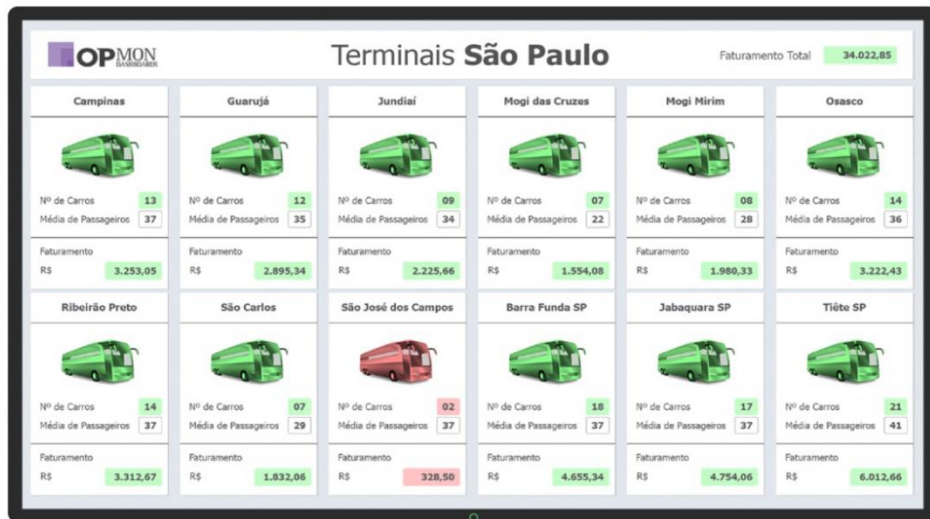 OPMON
DASHBOARDS
Terminais São Paulo
Faturamento Total 34.022,85
Campinas
Nº de Carros 13
Média de Passageiros 37
Faturamento
R$ 3.253,05
Guarujá
Nº de Carros 12
Média de Passageiros 35
Faturamento
R$ 2.895,34
Jundiaí
Nº de Carros 09
Média de Passageiros 34
Faturamento
R$ 2.225,66
Mogi das Cruzes
Nº de Carros 07
Média de Passageiros 22
Faturamento
R$ 1.554,08
Mogi Mirim
Nº de Carros 08
Média de Passageiros 28
Faturamento
R$ 1.980,33
Osasco
Nº de Carros 14
Média de Passageiros 36
Faturamento
R$ 3.222,43
Ribeirão Preto
Nº de Carros 14
Média de Passageiros 37
Faturamento
R$ 3.312,67
São Carlos
Nº de Carros 07
Média de Passageiros 29
Faturamento
R$ 1.832,06
São José dos Campos
Nº de Carros 02
Média de Passageiros 37
Faturamento
R$ 328,50
Barra Funda SP
Nº de Carros 18
Média de Passageiros 37
Faturamento
R$ 4.655,34
Jabaquara SP
Nº de Carros 17
Média de Passageiros 37
Faturamento
R$ 4.754,06
Tiête SP
Nº de Carros 21
Média de Passageiros 41
Faturamento
R$ 6.012,66